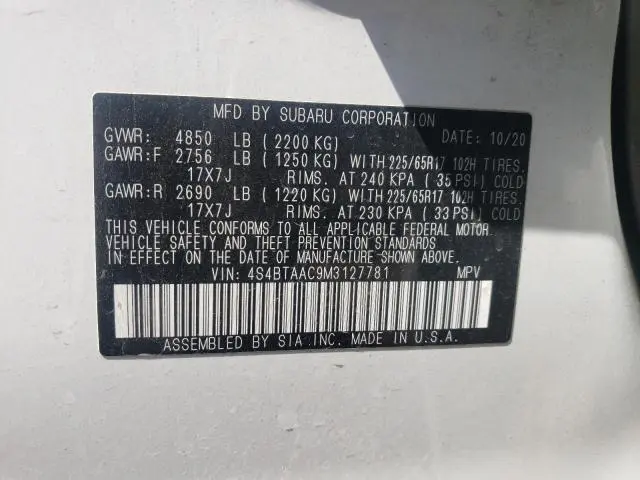 MFD BY SUBARU CORPORATION
GVWR: 4850 LB (2200 KG) DATE: 10/20
GAWR:F 2756 LB (1250 KG) WITH 225/65R17 102H TIRES.
17X7J RIMS. AT 240 KPA (35 PSI) COLD
GAWR:R 2690 LB (1220 KG) WITH 225/65R17 102H TIRES.
17X7J RIMS. AT 230 KPA (33 PSI) COLD
THIS VEHICLE CONFORMS TO ALL APPLICABLE FEDERAL MOTOR
VEHICLE SAFETY AND THEFT PREVENTION STANDARDS
IN EFFECT ON THE DATE OF MANUFACTURE SHOWN ABOVE.
VIN: 4S4BTAAC9M3127781 MPV
ASSEMBLED BY SIA INC. MADE IN U.S.A.